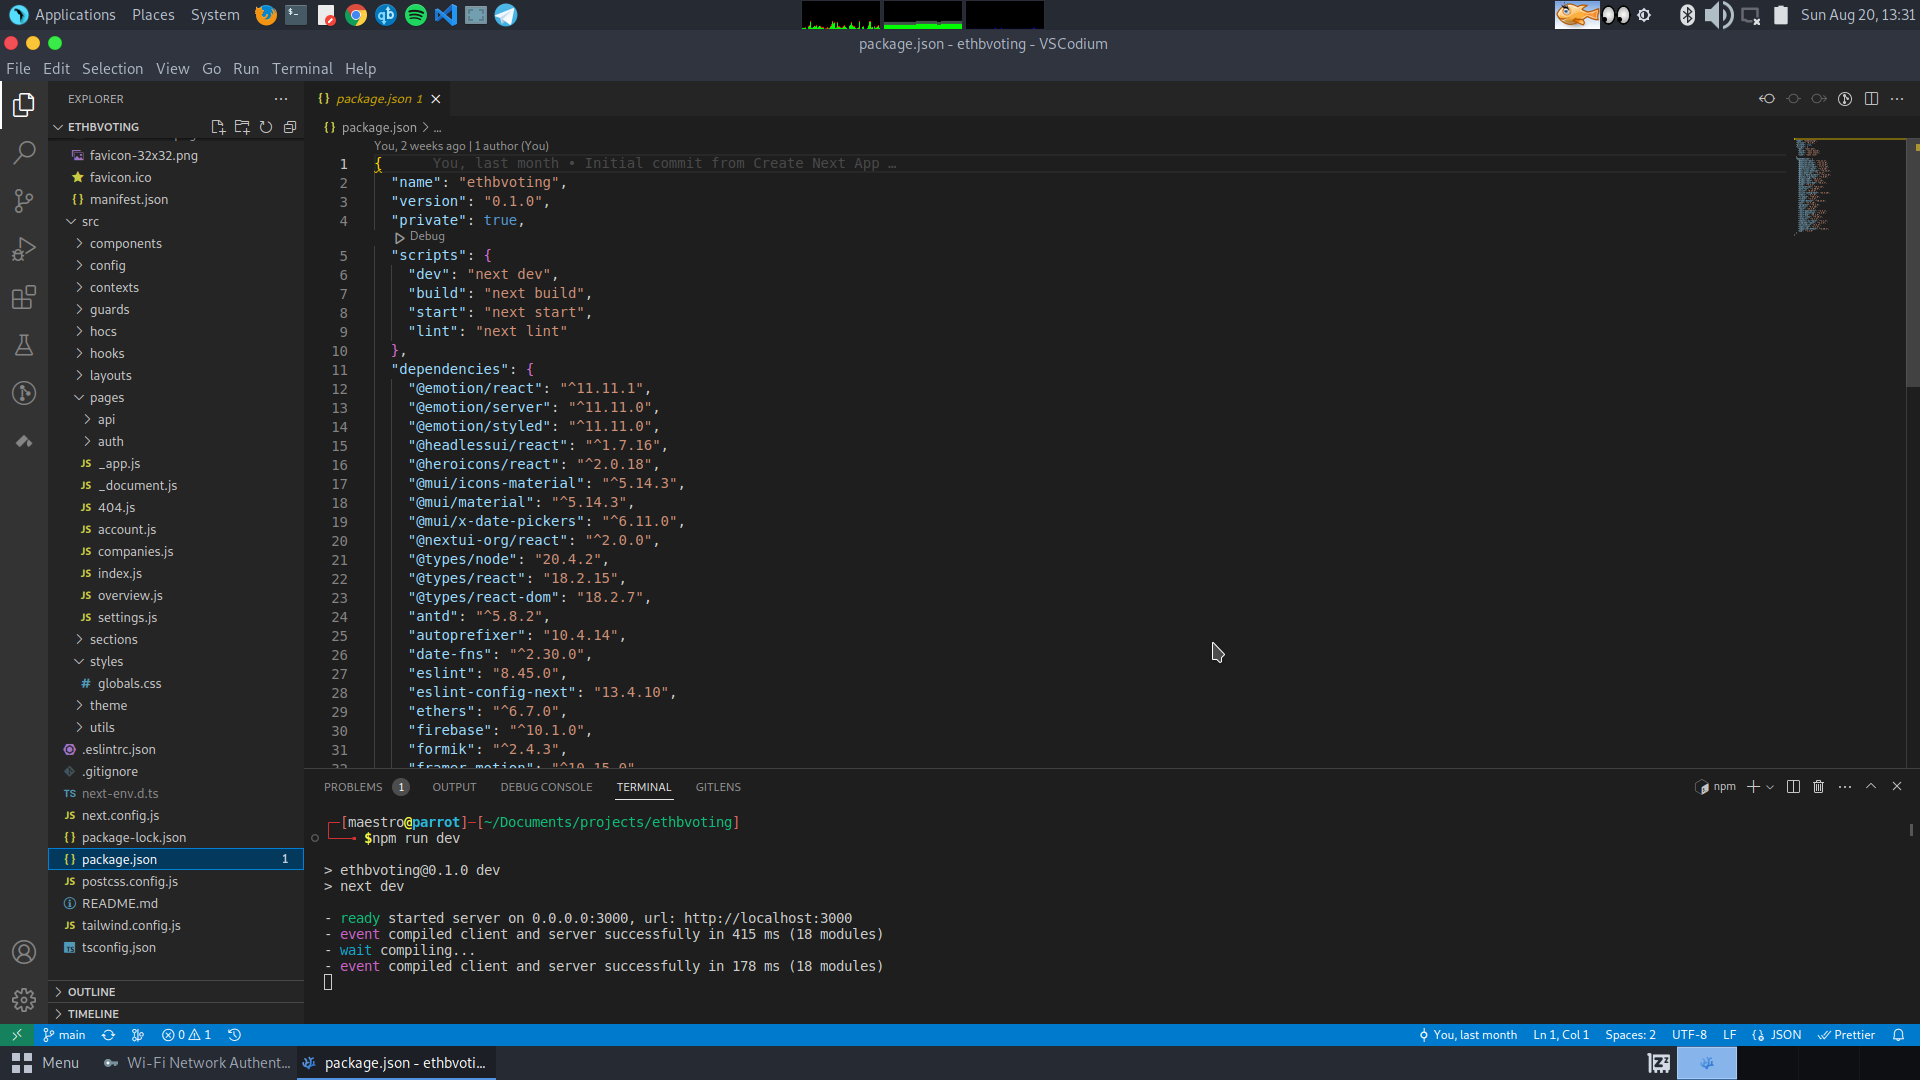 Applications Places System
Sun Aug 20, 13:31
package.json - ethbvoting - VSCodium
File Edit Selection View Go Run Terminal Help
EXPLORER
ETHBVOTING
favicon-32x32.png
favicon.ico
manifest.json
src
components
config
contexts
guards
hocs
hooks
layouts
pages
api
auth
_app.js
_document.js
404.js
account.js
companies.js
index.js
overview.js
settings.js
sections
styles
globals.css
theme
utils
.eslintrc.json
.gitignore
next-env.d.ts
next.config.js
package-lock.json
package.json 1
postcss.config.js
README.md
tailwind.config.js
tsconfig.json
OUTLINE
TIMELINE
package.json 1
package.json > ...
You, 2 weeks ago | 1 author (You)
1 { You, last month • Initial commit from Create Next App …
2 "name": "ethbvoting",
3 "version": "0.1.0",
4 "private": true,
Debug
5 "scripts": {
6 "dev": "next dev",
7 "build": "next build",
8 "start": "next start",
9 "lint": "next lint"
10 },
11 "dependencies": {
12 "@emotion/react": "^11.11.1",
13 "@emotion/server": "^11.11.0",
14 "@emotion/styled": "^11.11.0",
15 "@headlessui/react": "^1.7.16",
16 "@heroicons/react": "^2.0.18",
17 "@mui/icons-material": "^5.14.3",
18 "@mui/material": "^5.14.3",
19 "@mui/x-date-pickers": "^6.11.0",
20 "@nextui-org/react": "^2.0.0",
21 "@types/node": "20.4.2",
22 "@types/react": "18.2.15",
23 "@types/react-dom": "18.2.7",
24 "antd": "^5.8.2",
25 "autoprefixer": "10.4.14",
26 "date-fns": "^2.30.0",
27 "eslint": "8.45.0",
28 "eslint-config-next": "13.4.10",
29 "ethers": "^6.7.0",
30 "firebase": "^10.1.0",
31 "formik": "^2.4.3",
32 "framer-motion": "^10.15.0",
PROBLEMS 1 OUTPUT DEBUG CONSOLE TERMINAL GITLENS
npm
[maestro@parrot]-[~/Documents/projects/ethbvoting]
$npm run dev
> ethbvoting@0.1.0 dev
> next dev
- ready started server on 0.0.0.0:3000, url: http://localhost:3000
- event compiled client and server successfully in 415 ms (18 modules)
- wait compiling...
- event compiled client and server successfully in 178 ms (18 modules)
main 0 1
You, last month Ln 1, Col 1 Spaces: 2 UTF-8 LF {} JSON Prettier
Menu Wi-Fi Network Authent... package.json - ethbvoti...